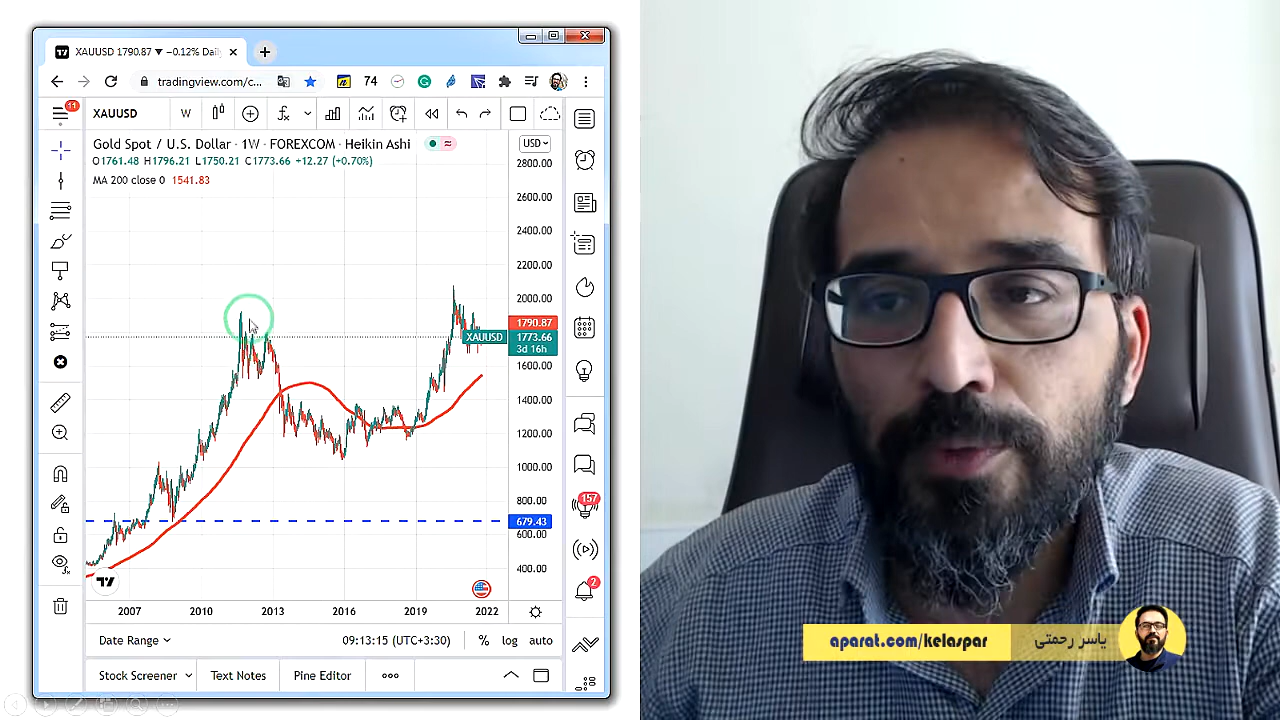 XAUUSD 1790.87 ▼ −0.12% Daily
tradingview.com/c...
74
11
XAUUSD W
Gold Spot / U.S. Dollar · 1W · FOREXCOM · Heikin Ashi
O1761.48 H1796.21 L1750.21 C1773.66 +12.27 (+0.70%)
MA 200 close 0 1541.83
USD
2800.00
2600.00
2400.00
2200.00
2000.00
1790.87
XAUUSD 1773.66
3d 16h
1600.00
1400.00
1200.00
1000.00
800.00
679.43
600.00
400.00
157
2
2007 2010 2013 2016 2019 2022
Date Range 09:13:15 (UTC+3:30) % log auto
Stock Screener Text Notes Pine Editor
aparat.com/kelaspar یاسر رحمتی